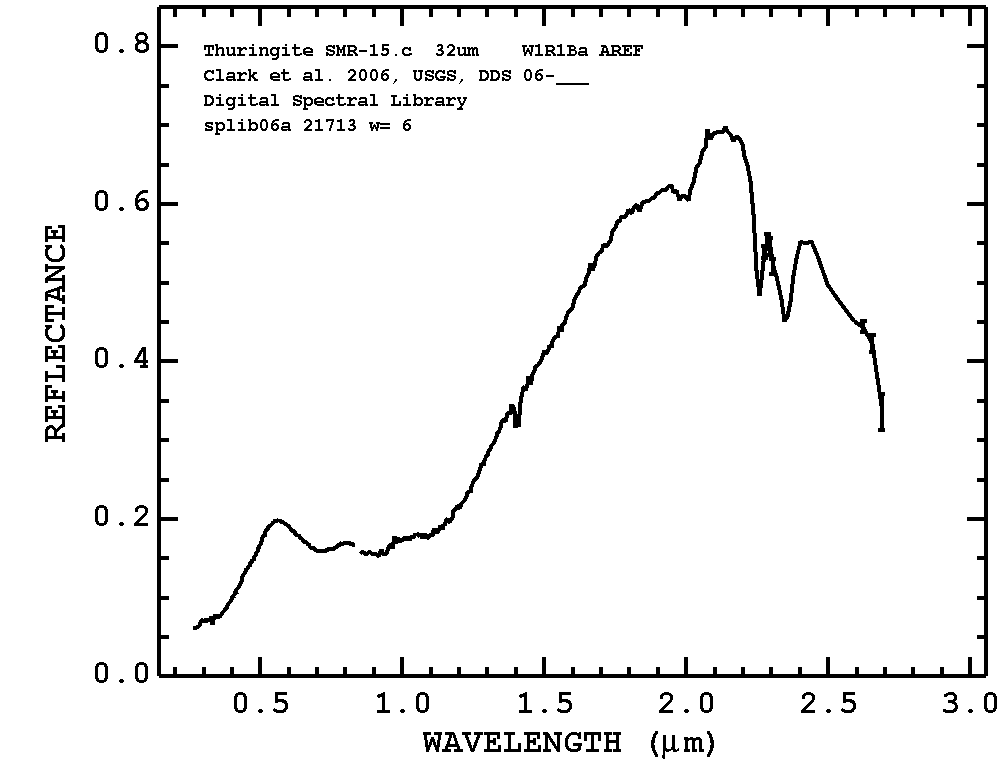 Thuringite SMR-15.c 32um W1R1Ba AREF
Clark et al. 2006, USGS, DDS 06-___
Digital Spectral Library
splib06a 21713 w= 6
0.8
0.6
0.4
0.2
0.0
REFLECTANCE
0.5 1.0 1.5 2.0 2.5 3.0
WAVELENGTH (μm)